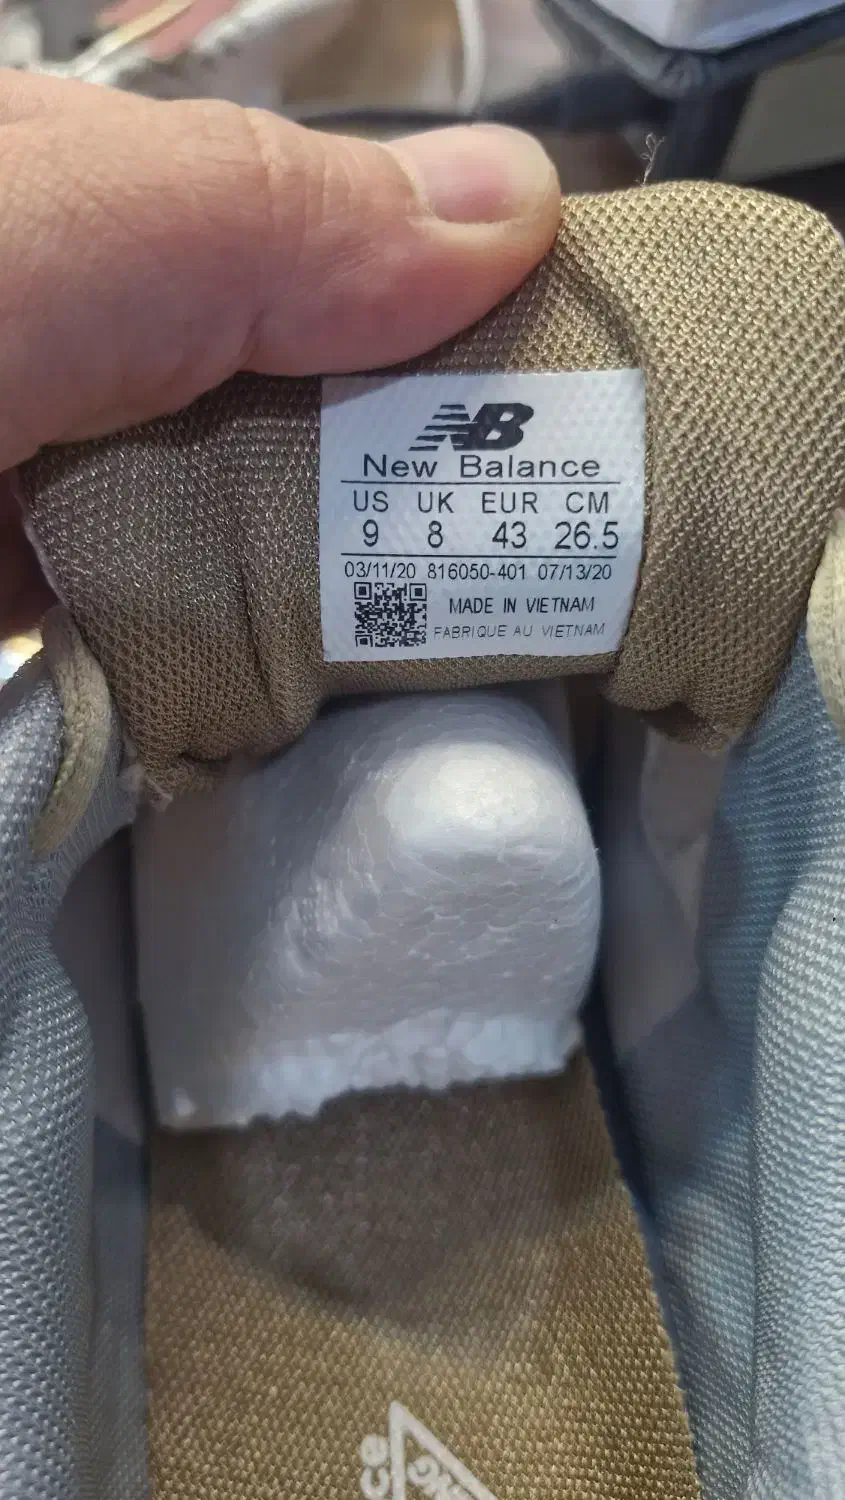 NB
New Balance
US UK EUR CM
9 8 43 26.5
03/11/20 816050-401 07/13/20
MADE IN VIETNAM
FABRIQUE AU VIETNAM